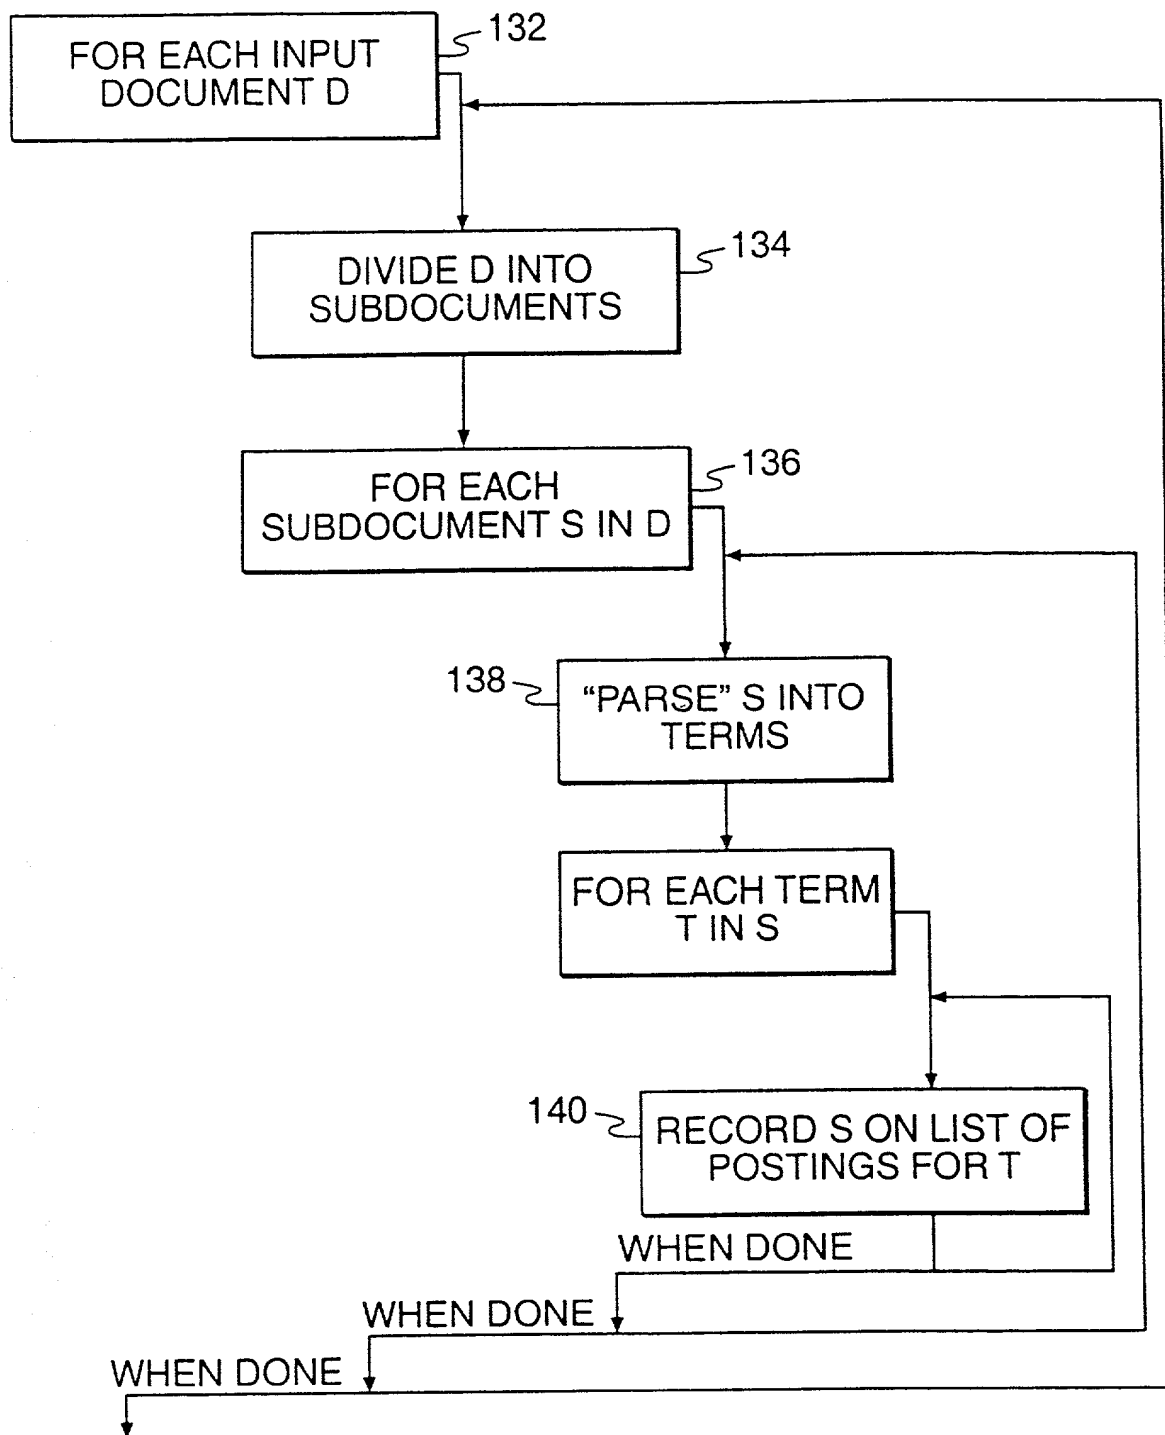 FOR EACH INPUT
DOCUMENT D
132
DIVIDE D INTO
SUBDOCUMENTS
134
FOR EACH
SUBDOCUMENT S IN D
136
138
“PARSE” S INTO
TERMS
FOR EACH TERM
T IN S
140
RECORD S ON LIST OF
POSTINGS FOR T
WHEN DONE
WHEN DONE
WHEN DONE